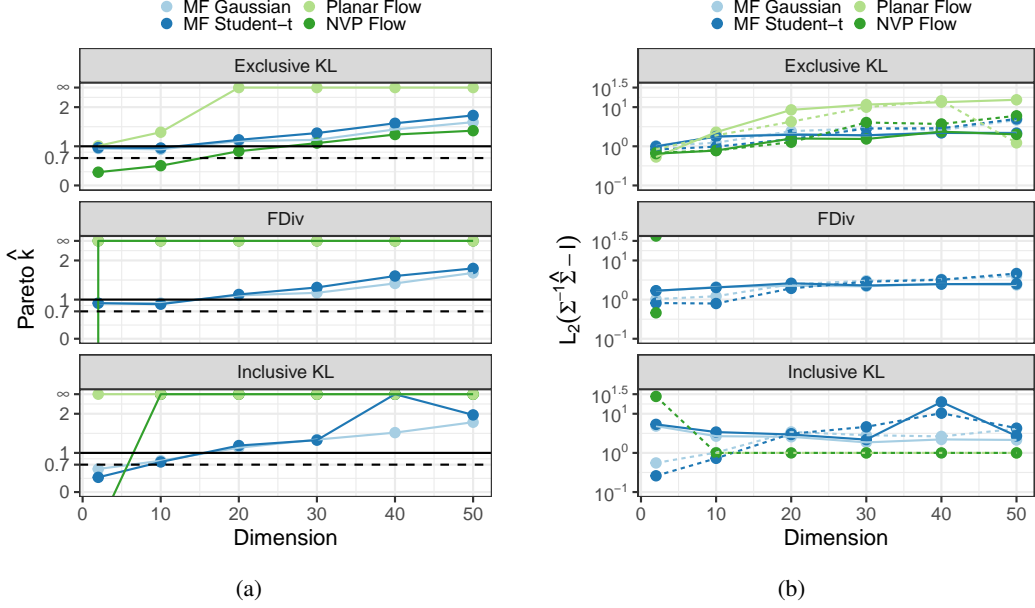 MF Gaussian Planar Flow
MF Student−t NVP Flow
Exclusive KL
∞
2
1
0.7
0
FDiv
∞
2
1
0.7
0
Inclusive KL
∞
2
1
0.7
0
Pareto k̂
0 10 20 30 40 50
Dimension
(a)
MF Gaussian Planar Flow
MF Student−t NVP Flow
Exclusive KL
10^1.5
10^1
10^0
10^−1
FDiv
10^1.5
10^0
10^−1
Inclusive KL
10^1.5
10^1
10^0
10^−1
L₂(Σ⁻¹Σ̂−I)
0 10 20 30 40 50
Dimension
(b)